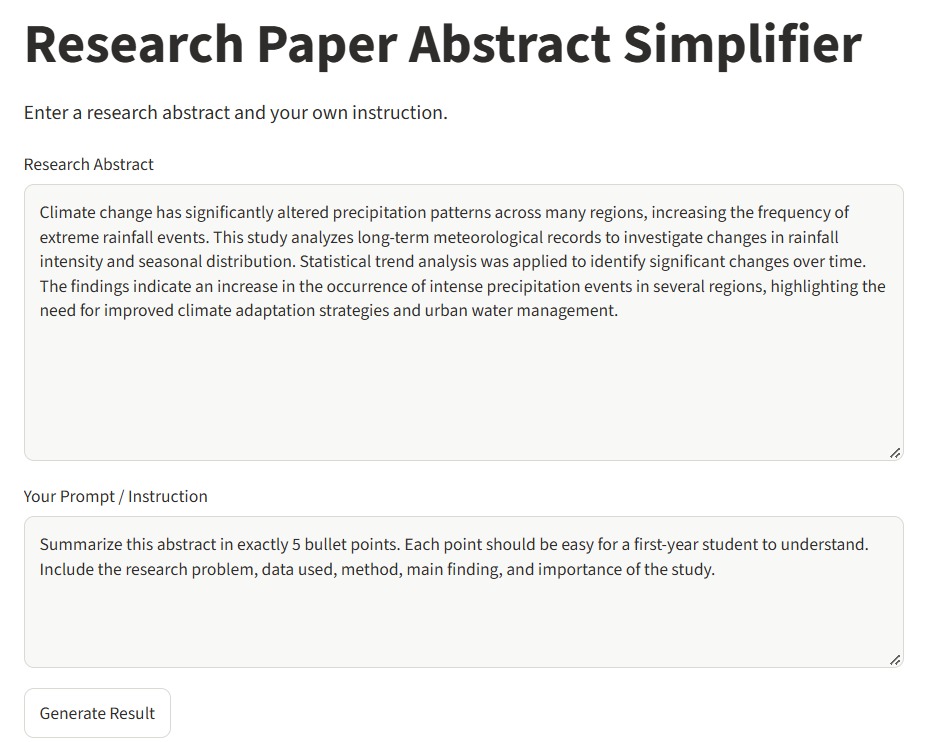 Research Paper Abstract Simplifier
Enter a research abstract and your own instruction.
Research Abstract
Climate change has significantly altered precipitation patterns across many regions, increasing the frequency of
extreme rainfall events. This study analyzes long-term meteorological records to investigate changes in rainfall
intensity and seasonal distribution. Statistical trend analysis was applied to identify significant changes over time.
The findings indicate an increase in the occurrence of intense precipitation events in several regions, highlighting the
need for improved climate adaptation strategies and urban water management.
Your Prompt / Instruction
Summarize this abstract in exactly 5 bullet points. Each point should be easy for a first-year student to understand.
Include the research problem, data used, method, main finding, and importance of the study.
Generate Result